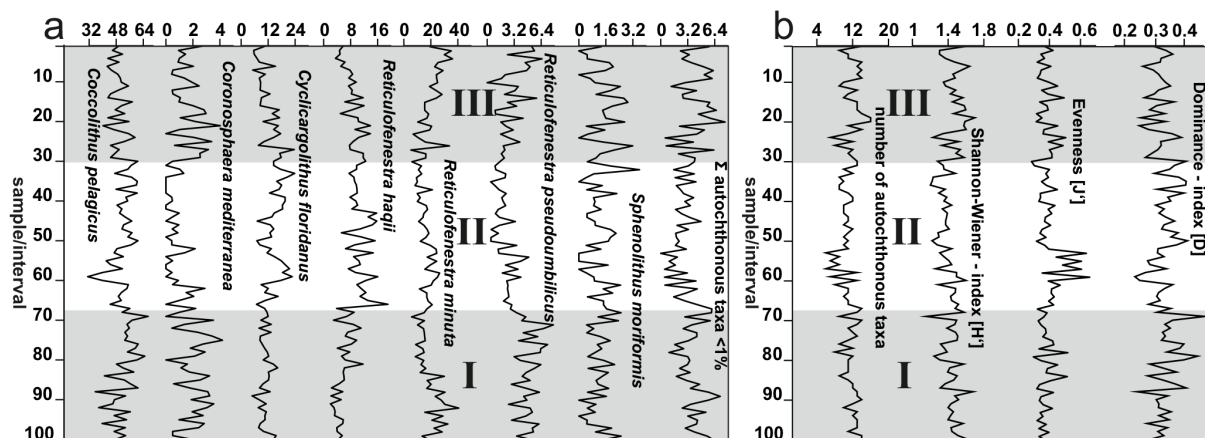 a
32 48 64 0 2 4 0 12 24 0 8 16 0 20 40 0 3.2 6.4 0 1.6 3.2 0 3.2 6.4
Coccolithus pelagicus
Coronosphaera mediterranea
Cyclicargolithus floridanus
Reticulofenestra haqii
Reticulofenestra minuta
Reticulofenestra pseudoumbilicus
Sphenolithus moriformis
Σ autochthonous taxa <1%
III
II
I
10
20
30
40
50
60
70
80
90
100
sample/interval
b
4 12 20 1 1.4 1.8 0.2 0.4 0.6 0.2 0.3 0.4
number of autochthonous taxa
Shannon-Wiener - index [H']
Evenness [J']
Dominance - index [D]
III
II
I
10
20
30
40
50
60
70
80
90
100
sample/interval